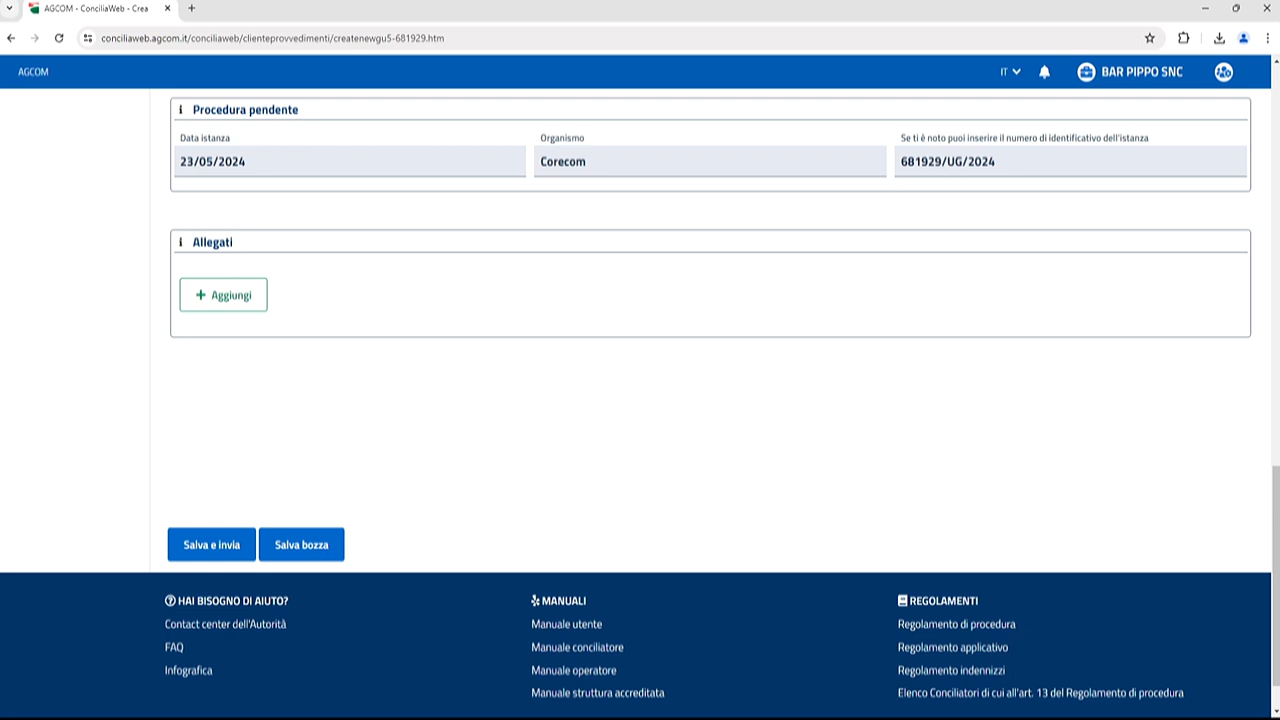 AGCOM - ConciliaWeb - Crea
conciliaweb.agcom.it/conciliaweb/clienteprovvedimenti/createnewgu5-681929.htm
AGCOM
IT
BAR PIPPO SNC
Procedura pendente
Data istanza
Organismo
Se ti è noto puoi inserire il numero di identificativo dell'istanza
23/05/2024
Corecom
681929/UG/2024
Allegati
+ Aggiungi
Salva e invia
Salva bozza
HAI BISOGNO DI AIUTO?
Contact center dell'Autorità
FAQ
Infografica
MANUALI
Manuale utente
Manuale conciliatore
Manuale operatore
Manuale struttura accreditata
REGOLAMENTI
Regolamento di procedura
Regolamento applicativo
Regolamento indennizzi
Elenco Conciliatori di cui all'art. 13 del Regolamento di procedura